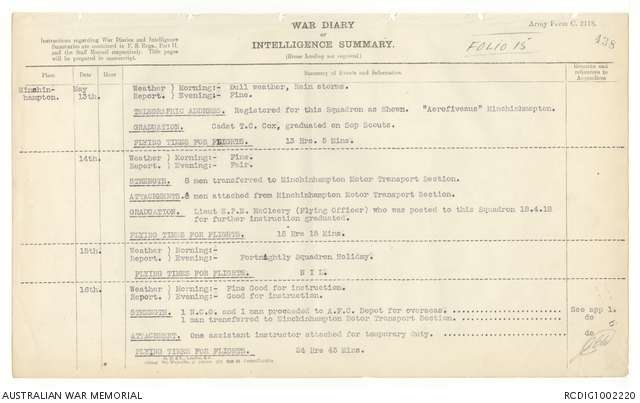 WAR DIARY
OR
INTELLIGENCE SUMMARY.
(Erase heading not required).
Army Form C. 2118.
Instructions regarding War Diaries and Intelligence
Summaries are contained in F. S. Regs., Part II.
and the Staff Manual respectively. Title pages
will be prepared in manuscript.
FOLIO 15
138
Place Date Hour Summary of Events and Information Remarks and references to Appendices
Minchin-
hampton.
May
13th.
Weather ) Morning:- Dull weather, Rain storms.
Report. ) Evening:- Fine.
TELEGRAPHIC ADDRESS. Registered for this Squadron as Shown. "Aerofivesus" Minchinhampton.
GRADUATION. Cadet T.C. Cox, graduated on Sop Scouts.
FLYING TIMES FOR FLIGHTS. 13 Hrs. 5 Mins.
14th.
Weather ) Morning:- Fine.
Report. ) Evening:- Fair.
STRENGTH. 8 men transferred to Minchinhampton Motor Transport Section.
ATTACHMENTS. 8 men attached from Minchinhampton Motor Transport Section.
GRADUATION. Lieut E.P.E. McCleery (Flying Officer) who was posted to this Squadron 18.4.18
for further instruction graduated.
FLYING TIMES FOR FLIGHTS. 18 Hrs 15 Mins.
15th.
Weather ) Morning:-
Report. ) Evening:- Fortnightly Squadron Holiday.
FLYING TIMES FOR FLIGHTS. N I L.
16th.
Weather ) Morning:- Fine Good for instruction.
Report. ) Evening:- Good for instruction.
STRENGTH. 1 N.C.O. and 1 man proceeded to A.F.C. Depot for overseas. See app 1.
1 man transferred to Minchinhampton Motor Transport Section. do
ATTACHMENT. One assistant instructor attached for temporary duty. do
FLYING TIMES FOR FLIGHTS. 24 Hrs 45 Mins.
AUSTRALIAN WAR MEMORIAL
RCDIG1002220